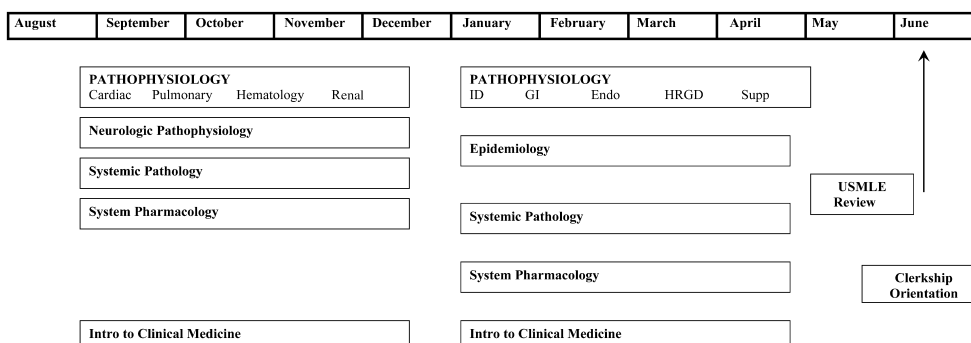 August September October November December January February March April May June
PATHOPHYSIOLOGY
Cardiac Pulmonary Hematology Renal
Neurologic Pathophysiology
Systemic Pathology
System Pharmacology
Intro to Clinical Medicine
PATHOPHYSIOLOGY
ID GI Endo HRGD Supp
Epidemiology
Systemic Pathology
System Pharmacology
Intro to Clinical Medicine
USMLE
Review
Clerkship
Orientation